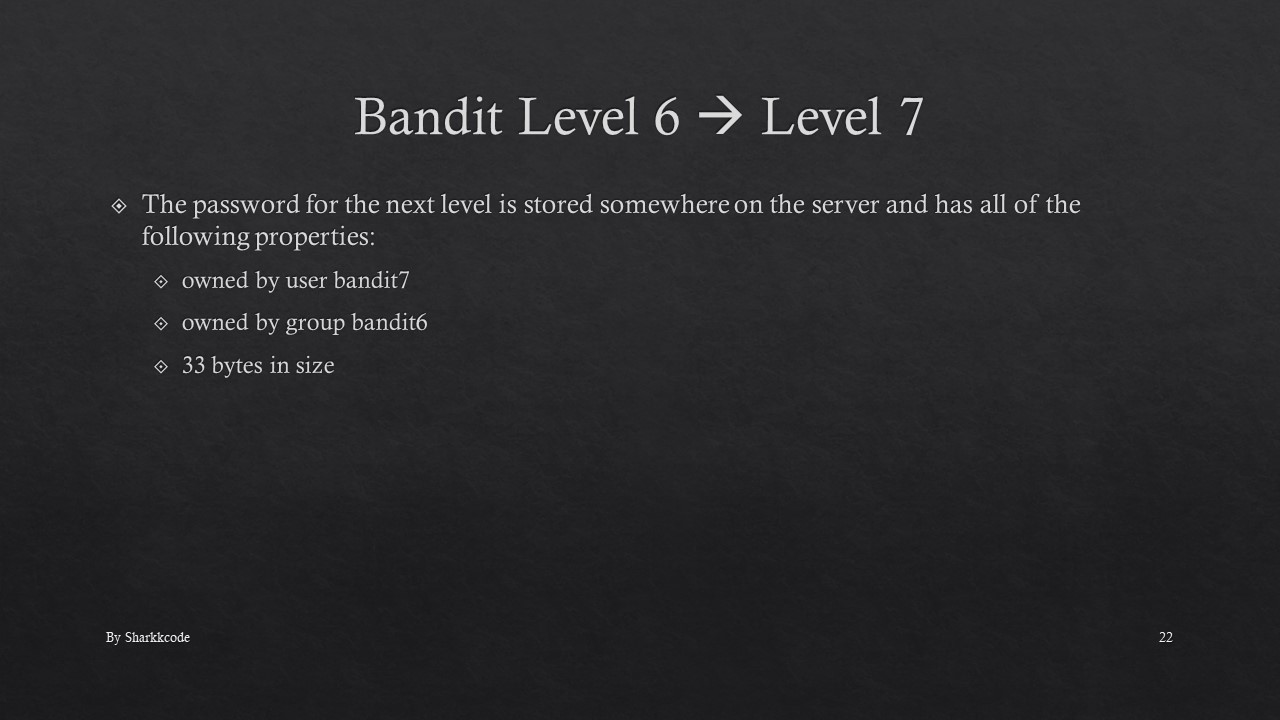 Bandit Level 6 → Level 7
The password for the next level is stored somewhere on the server and has all of the
following properties:
owned by user bandit7
owned by group bandit6
33 bytes in size
By Sharkkcode
22